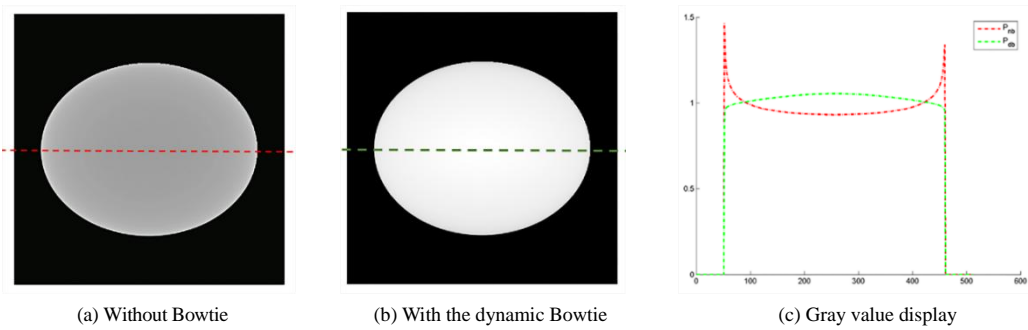 1.5
P_nb
P_db
1
0.5
0
0 100 200 300 400 500 600
(a) Without Bowtie
(b) With the dynamic Bowtie
(c) Gray value display